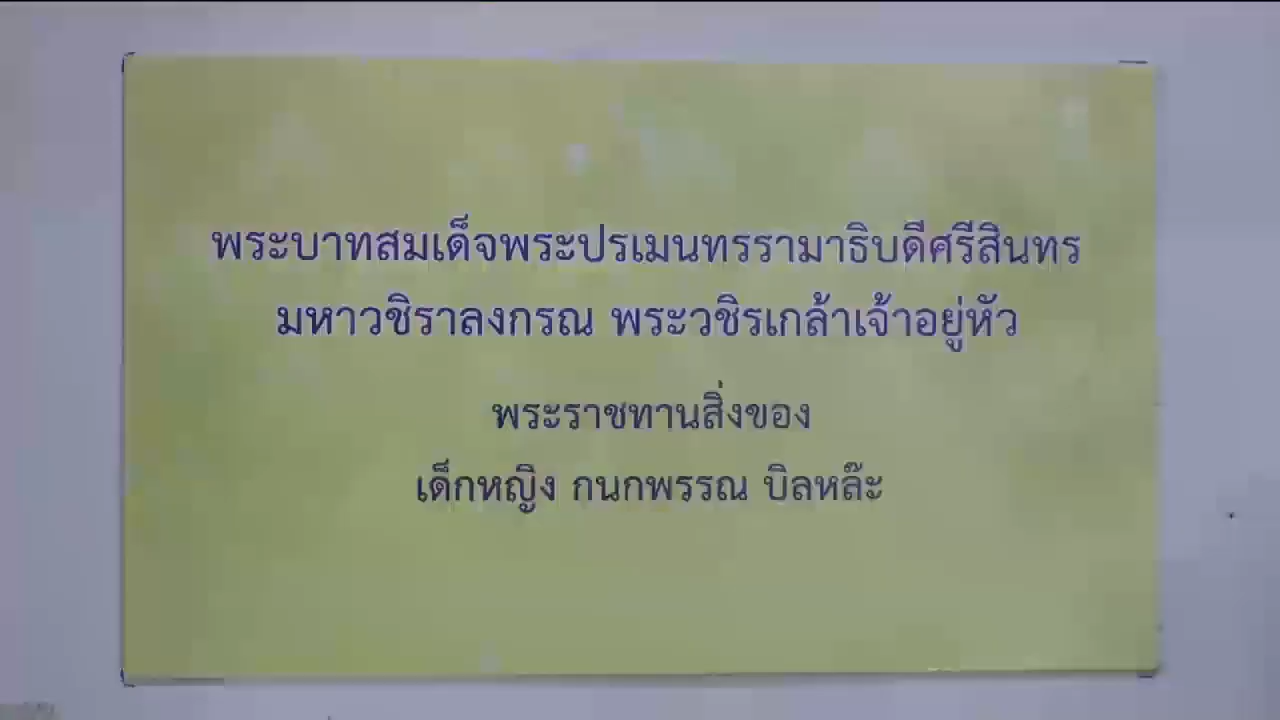 พระบาทสมเด็จพระปรเมนทรรามาธิบดีศรีสินทร
มหาวชิราลงกรณ พระวชิรเกล้าเจ้าอยู่หัว
พระราชทานสิ่งของ
เด็กหญิง กนกพรรณ บิลหล๊ะ